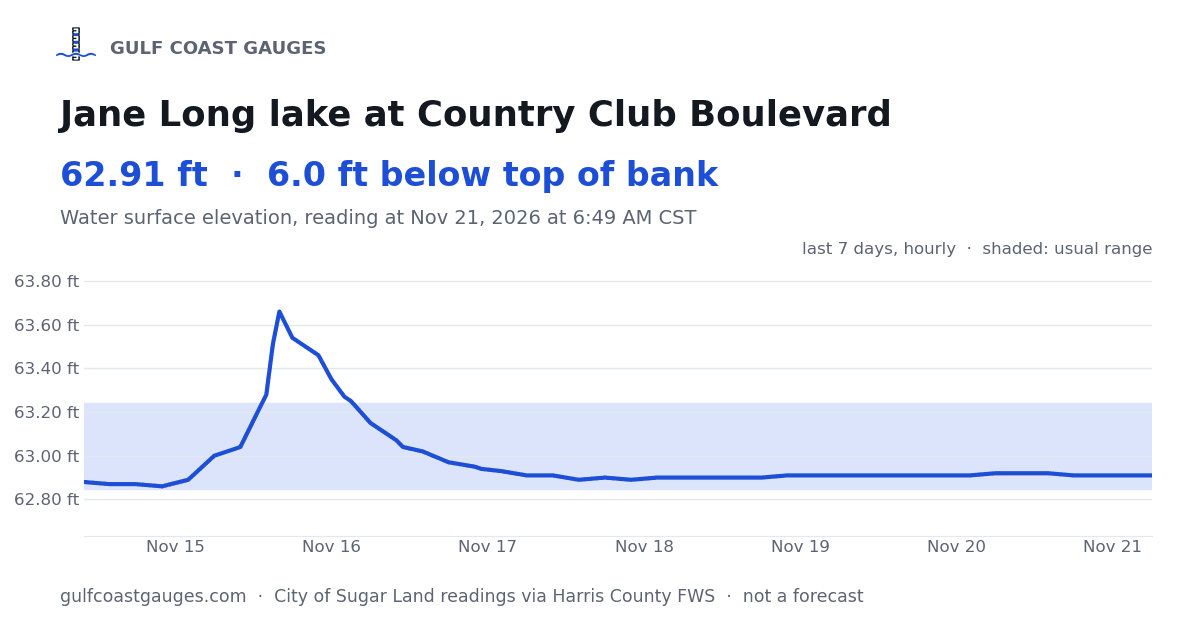 GULF COAST GAUGES
Jane Long lake at Country Club Boulevard
62.91 ft · 6.0 ft below top of bank
Water surface elevation, reading at Nov 21, 2026 at 6:49 AM CST
last 7 days, hourly · shaded: usual range
63.80 ft
63.60 ft
63.40 ft
63.20 ft
63.00 ft
62.80 ft
Nov 15 Nov 16 Nov 17 Nov 18 Nov 19 Nov 20 Nov 21
gulfcoastgauges.com · City of Sugar Land readings via Harris County FWS · not a forecast